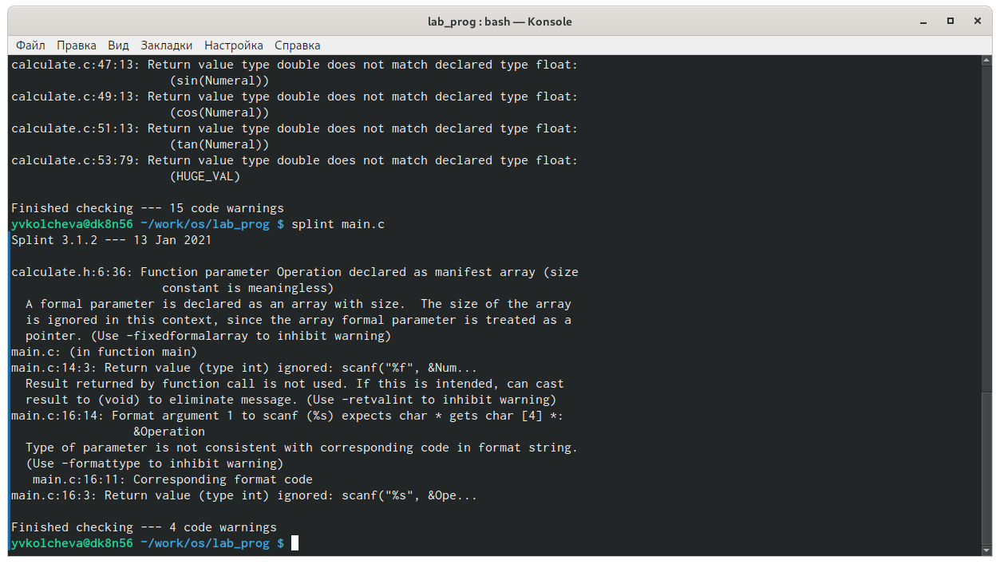 lab_prog : bash — Konsole
Файл Правка Вид Закладки Настройка Справка
calculate.c:47:13: Return value type double does not match declared type float:
                      (sin(Numeral))
calculate.c:49:13: Return value type double does not match declared type float:
                      (cos(Numeral))
calculate.c:51:13: Return value type double does not match declared type float:
                      (tan(Numeral))
calculate.c:53:79: Return value type double does not match declared type float:
                      (HUGE_VAL)

Finished checking --- 15 code warnings
yvkolcheva@dk8n56 ~/work/os/lab_prog $ splint main.c
Splint 3.1.2 --- 13 Jan 2021

calculate.h:6:36: Function parameter Operation declared as manifest array (size
                     constant is meaningless)
  A formal parameter is declared as an array with size.  The size of the array
  is ignored in this context, since the array formal parameter is treated as a
  pointer. (Use -fixedformalarray to inhibit warning)
main.c: (in function main)
main.c:14:3: Return value (type int) ignored: scanf("%f", &Num...
  Result returned by function call is not used. If this is intended, can cast
  result to (void) to eliminate message. (Use -retvalint to inhibit warning)
main.c:16:14: Format argument 1 to scanf (%s) expects char * gets char [4] *:
                 &Operation
  Type of parameter is not consistent with corresponding code in format string.
  (Use -formattype to inhibit warning)
   main.c:16:11: Corresponding format code
main.c:16:3: Return value (type int) ignored: scanf("%s", &Ope...

Finished checking --- 4 code warnings
yvkolcheva@dk8n56 ~/work/os/lab_prog $